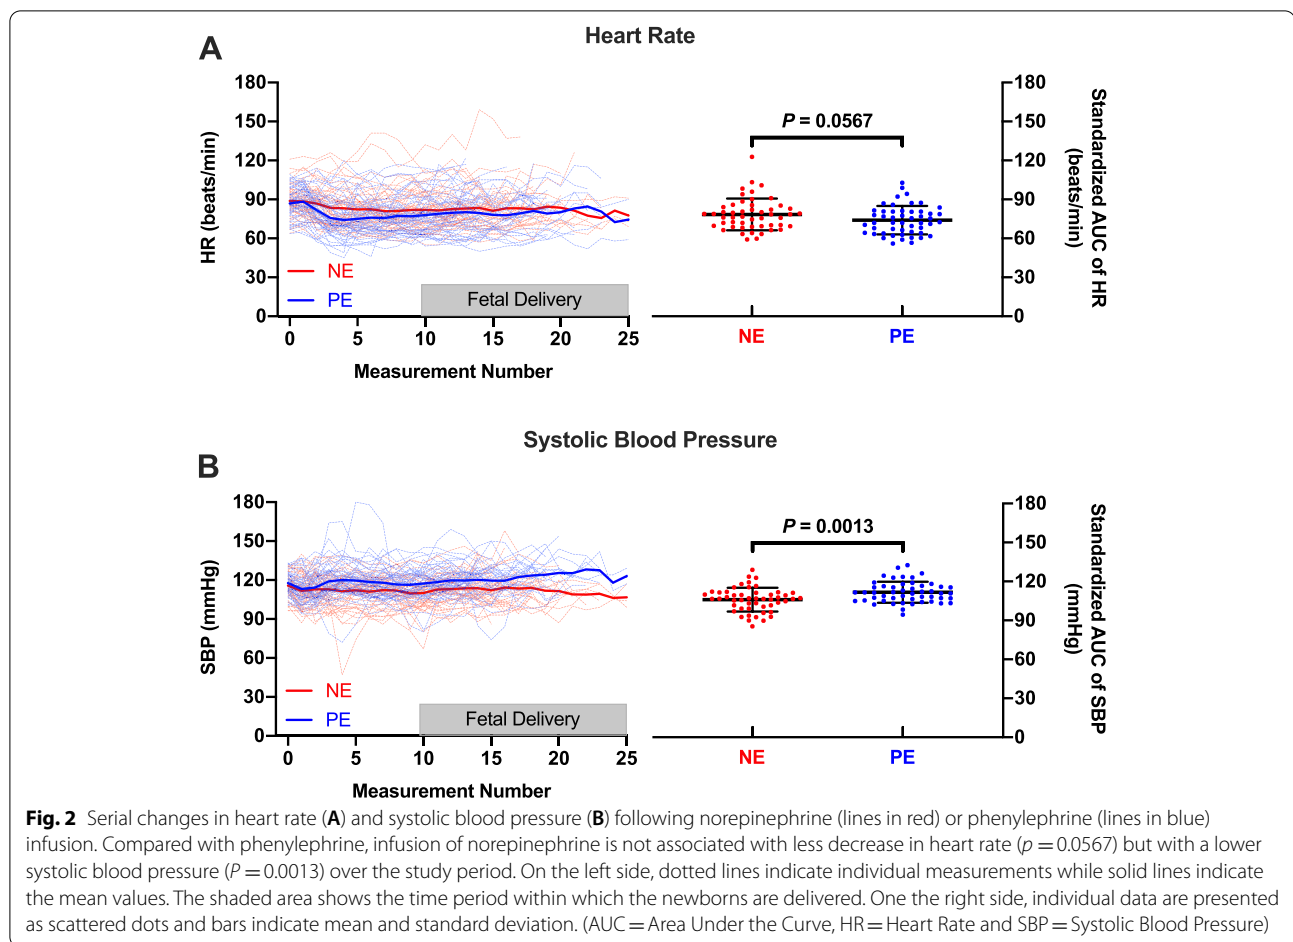 Heart Rate
A
180
150
120
90
60
30
0
HR (beats/min)
NE
PE
Fetal Delivery
0 5 10 15 20 25
Measurement Number
P = 0.0567
NE PE
180
150
120
90
60
30
0
Standardized AUC of HR
(beats/min)
Systolic Blood Pressure
B
180
150
120
90
60
30
0
SBP (mmHg)
NE
PE
Fetal Delivery
0 5 10 15 20 25
Measurement Number
P = 0.0013
NE PE
180
150
120
90
60
30
0
Standardized AUC of SBP
(mmHg)
Fig. 2 Serial changes in heart rate (A) and systolic blood pressure (B) following norepinephrine (lines in red) or phenylephrine (lines in blue)
infusion. Compared with phenylephrine, infusion of norepinephrine is not associated with less decrease in heart rate (p = 0.0567) but with a lower
systolic blood pressure (P = 0.0013) over the study period. On the left side, dotted lines indicate individual measurements while solid lines indicate
the mean values. The shaded area shows the time period within which the newborns are delivered. One the right side, individual data are presented
as scattered dots and bars indicate mean and standard deviation. (AUC = Area Under the Curve, HR = Heart Rate and SBP = Systolic Blood Pressure)